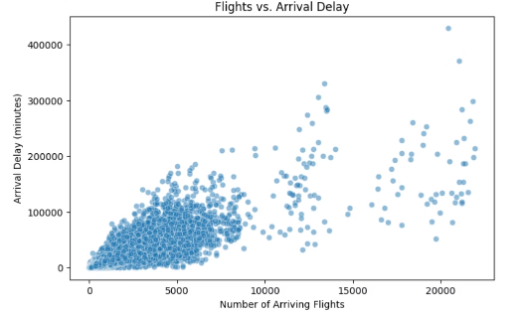 Flights vs. Arrival Delay
Arrival Delay (minutes)
400000
300000
200000
100000
0
0 5000 10000 15000 20000
Number of Arriving Flights